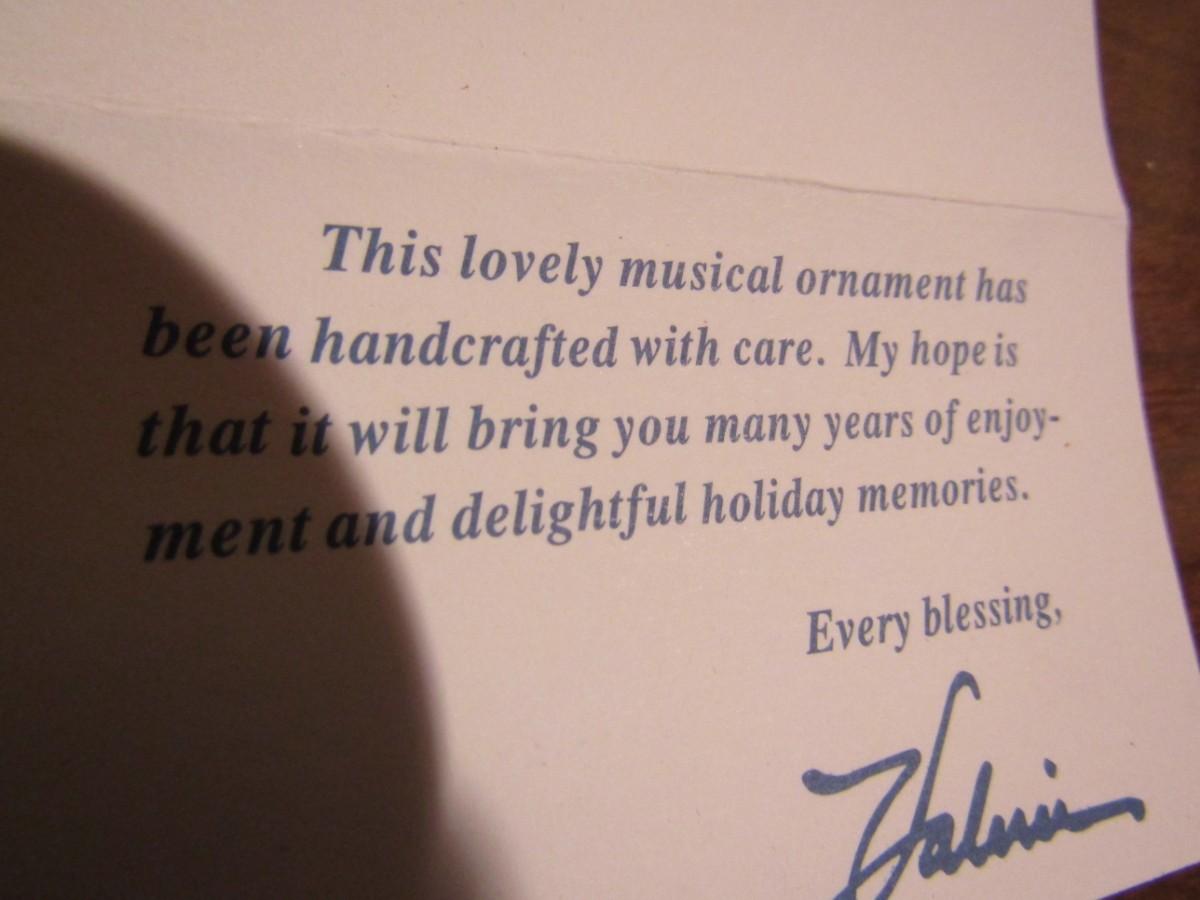 This lovely musical ornament has
been handcrafted with care. My hope is
that it will bring you many years of enjoy-
ment and delightful holiday memories.
Every blessing,